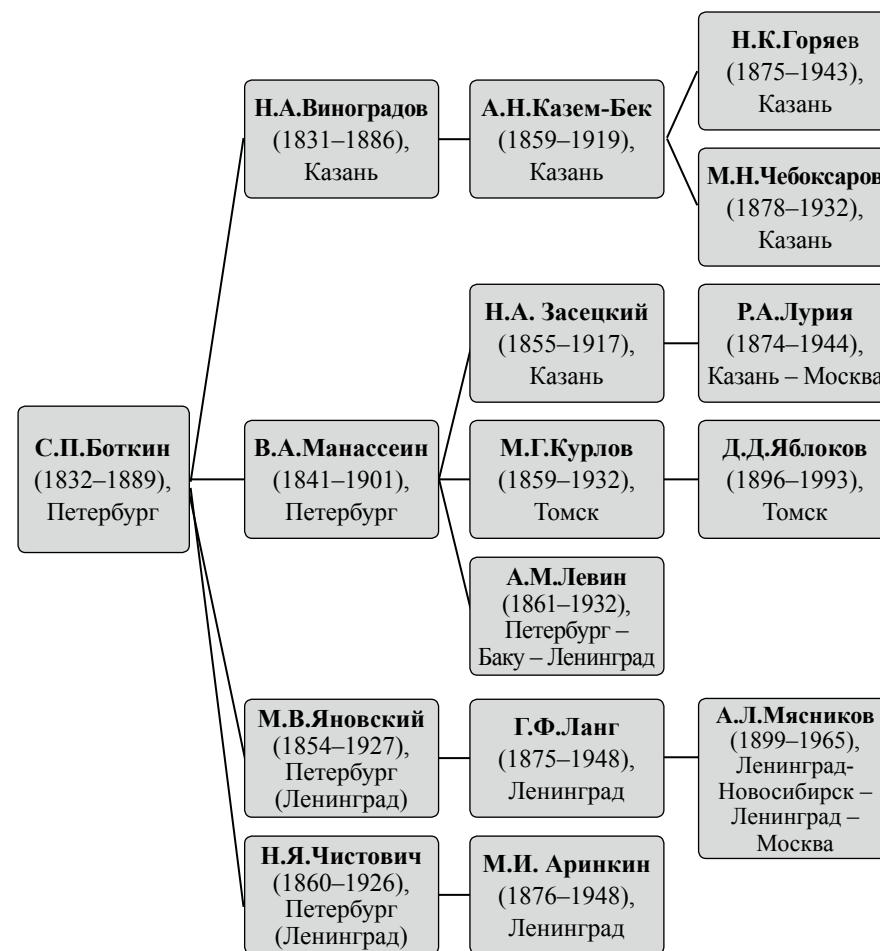 Н.К.Горяев
(1875–1943),
Казань
Н.А.Виноградов
(1831–1886),
Казань
А.Н.Казем-Бек
(1859–1919),
Казань
М.Н.Чебоксаров
(1878–1932),
Казань
Н.А. Засецкий
(1855–1917),
Казань
Р.А.Лурия
(1874–1944),
Казань – Москва
С.П.Боткин
(1832–1889),
Петербург
В.А.Манассеин
(1841–1901),
Петербург
М.Г.Курлов
(1859–1932),
Томск
Д.Д.Яблоков
(1896–1993),
Томск
А.М.Левин
(1861–1932),
Петербург –
Баку – Ленинград
М.В.Яновский
(1854–1927),
Петербург
(Ленинград)
Г.Ф.Ланг
(1875–1948),
Ленинград
А.Л.Мясников
(1899–1965),
Ленинград-
Новосибирск –
Ленинград –
Москва
Н.Я.Чистович
(1860–1926),
Петербург
(Ленинград)
М.И. Аринкин
(1876–1948),
Ленинград